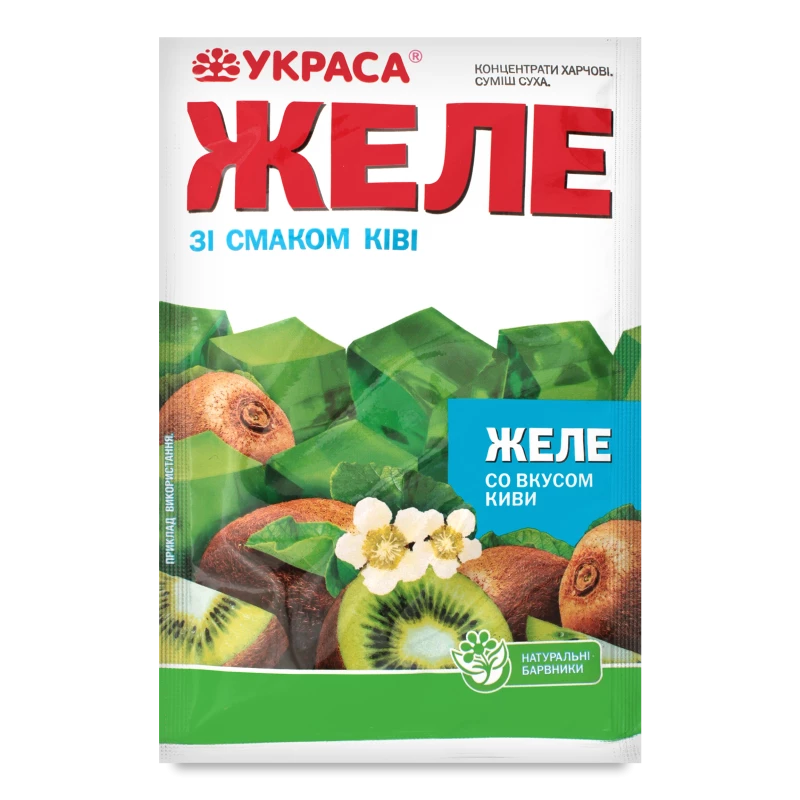 УКРАСА®
КОНЦЕНТРАТИ ХАРЧОВІ.
СУМІШ СУХА.
ЖЕЛЕ
ЗІ СМАКОМ КІВІ
ЖЕЛЕ
СО ВКУСОМ
КИВИ
ПРИКЛАД ВИКОРИСТАННЯ.
НАТУРАЛЬНІ
БАРВНИКИ